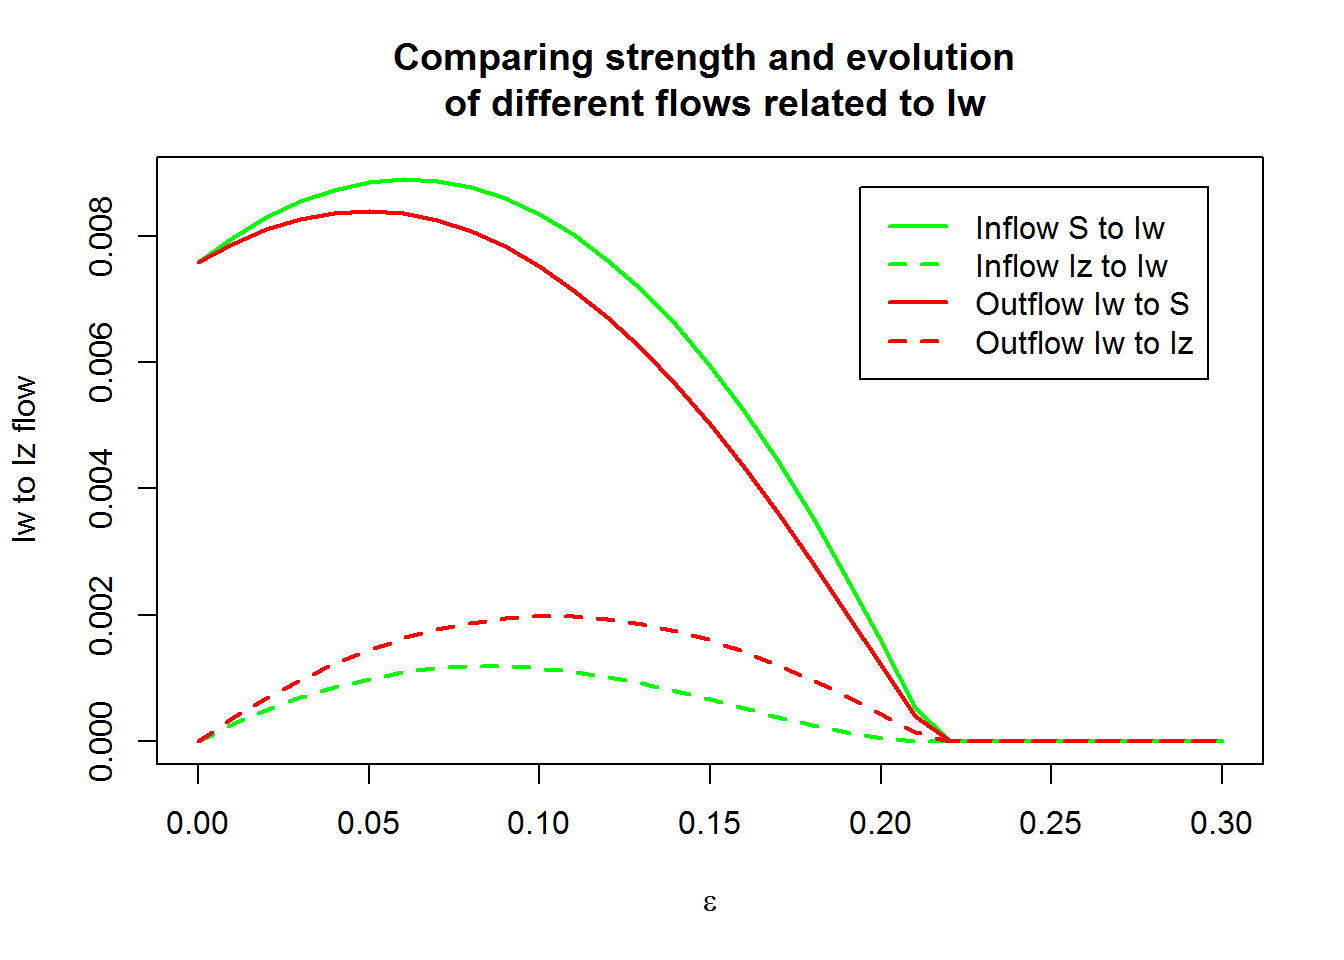 Comparing strength and evolution
of different flows related to Iw
Iw to Iz flow
0.008
0.006
0.004
0.002
0.000
Inflow S to Iw
Inflow Iz to Iw
Outflow Iw to S
Outflow Iw to Iz
0.00 0.05 0.10 0.15 0.20 0.25 0.30
ε